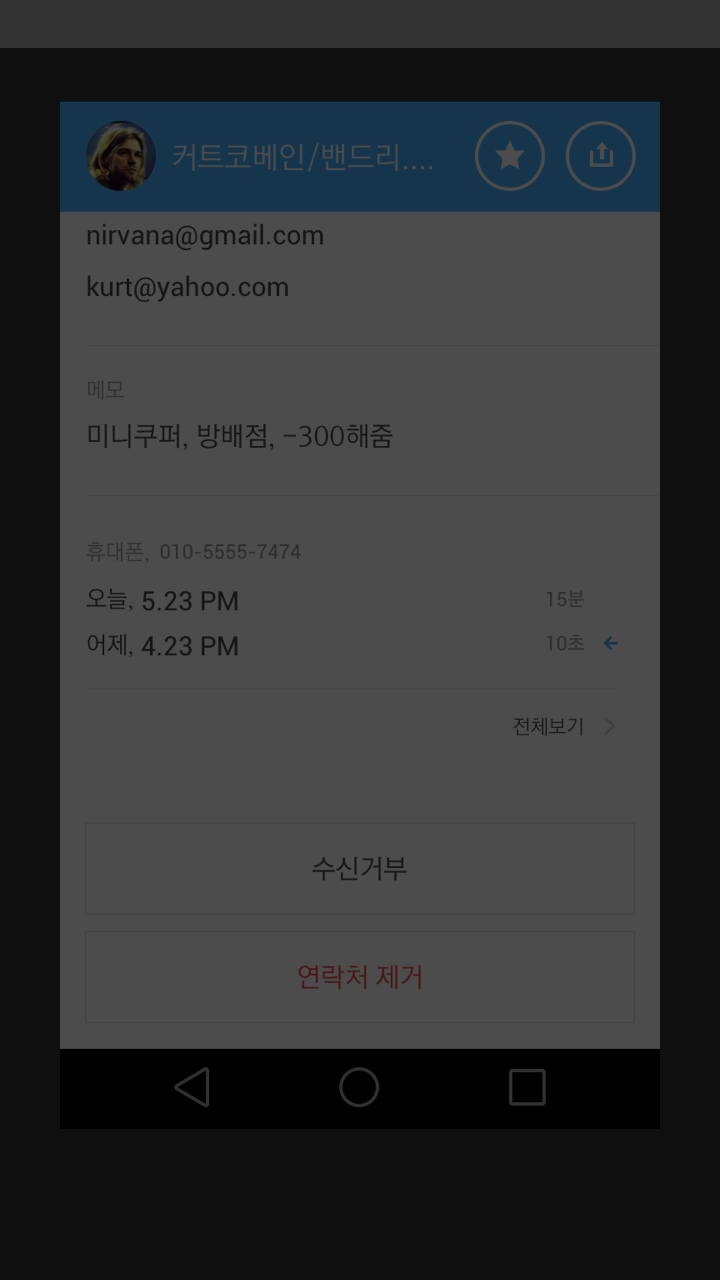 커트코베인/밴드리....
nirvana@gmail.com
kurt@yahoo.com
메모
미니쿠퍼, 방배점, -300해줌
휴대폰, 010-5555-7474
오늘, 5.23 PM 15분
어제, 4.23 PM 10초
전체보기
수신거부
연락처 제거